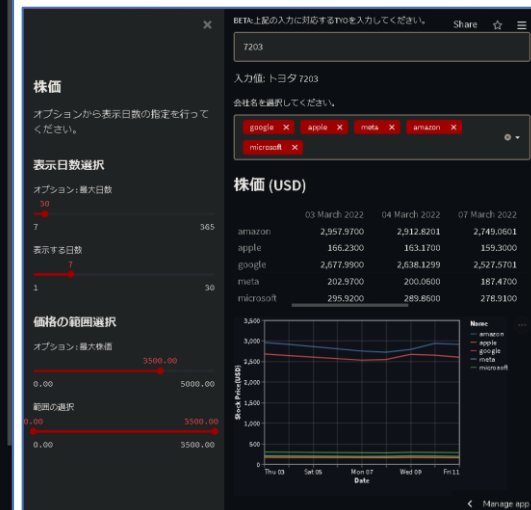 ×
株価
オプションから表示日数の指定を行って
ください。
表示日数選択
オプション:最大日数
30
7 365
表示する日数
7
1 30
価格の範囲選択
オプション:最大株価
3500.00
0.00 5000.00
範囲の選択
0.00 3500.00
0.00 3500.00
BETA:上記の入力に対応するTYOを入力してください。
Share
7203
入力値: トヨタ 7203
会社名を選択してください。
google × apple × meta × amazon ×
microsoft ×
株価 (USD)
03 March 2022 04 March 2022 07 March 2022
amazon 2,957.9700 2,912.8201 2,749.0601
apple 166.2300 163.1700 159.3000
google 2,677.9900 2,638.1299 2,527.5701
meta 202.9700 200.0600 187.4700
microsoft 295.9200 289.8600 278.9100
3,500
3,000
2,500
2,000
1,500
1,000
500
0
Stock Price(USD)
Thu 03 Sat 05 Mon 07 Wed 09 Fri 11
Date
Name
amazon
apple
google
meta
microsoft
Manage app